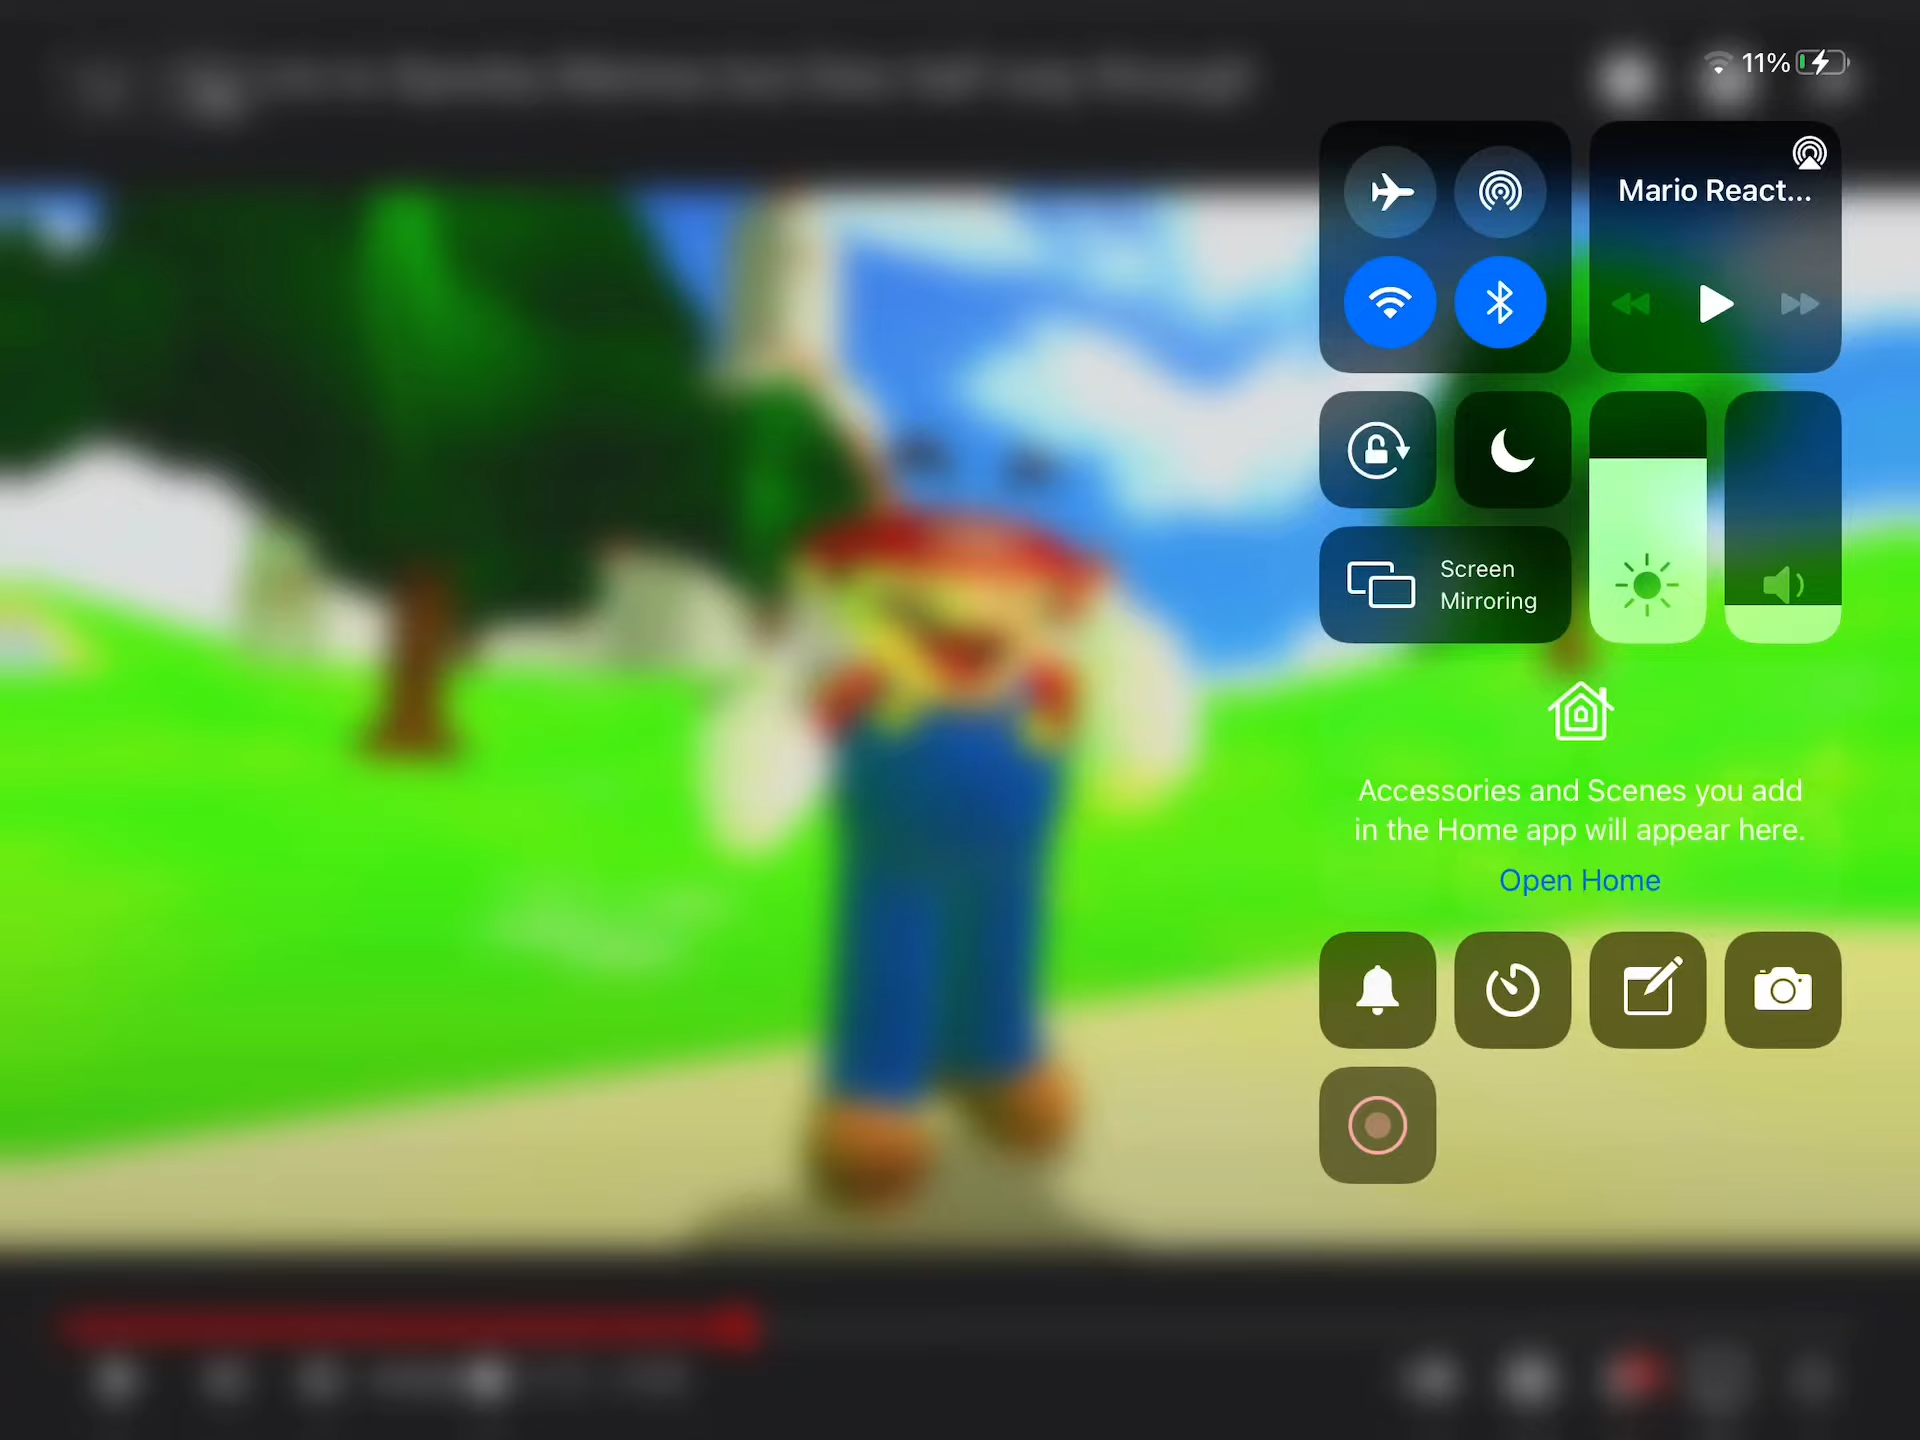 11%
Mario React...
Screen
Mirroring
Accessories and Scenes you add
in the Home app will appear here.
Open Home